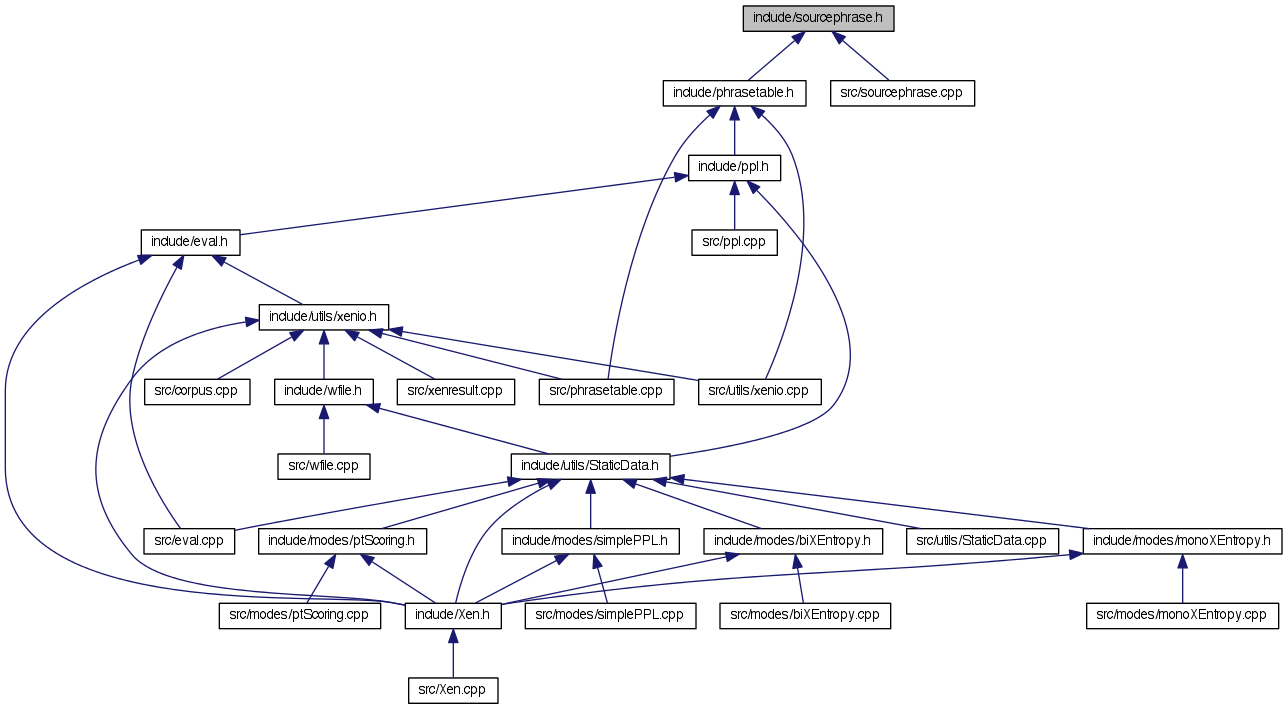 include/sourcephrase.h
include/phrasetable.h
src/sourcephrase.cpp
include/ppl.h
include/eval.h
src/ppl.cpp
include/utils/xenio.h
src/corpus.cpp
include/wfile.h
src/xenresult.cpp
src/phrasetable.cpp
src/utils/xenio.cpp
src/wfile.cpp
include/utils/StaticData.h
src/eval.cpp
include/modes/ptScoring.h
include/modes/simplePPL.h
include/modes/biXEntropy.h
src/utils/StaticData.cpp
include/modes/monoXEntropy.h
src/modes/ptScoring.cpp
include/Xen.h
src/modes/simplePPL.cpp
src/modes/biXEntropy.cpp
src/modes/monoXEntropy.cpp
src/Xen.cpp